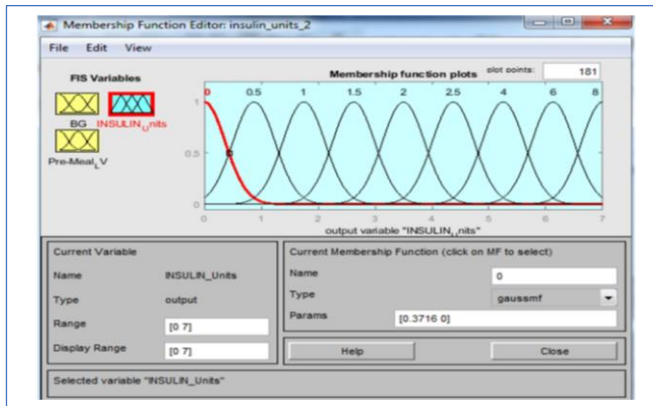 Membership Function Editor: insulin_units_2
File Edit View
FIS Variables
BG
INSULIN_Units
Pre-Meal_LV
Membership function plots
plot points: 181
0 0.5 1 1.5 2 2.5 4 6 8
1
0.5
0
0 1 2 3 4 5 6 7
output variable "INSULIN_Units"
Current Variable
Name INSULIN_Units
Type output
Range [0 7]
Display Range [0 7]
Current Membership Function (click on MF to select)
Name 0
Type gaussmf
Params [0.3716 0]
Help Close
Selected variable "INSULIN_Units"